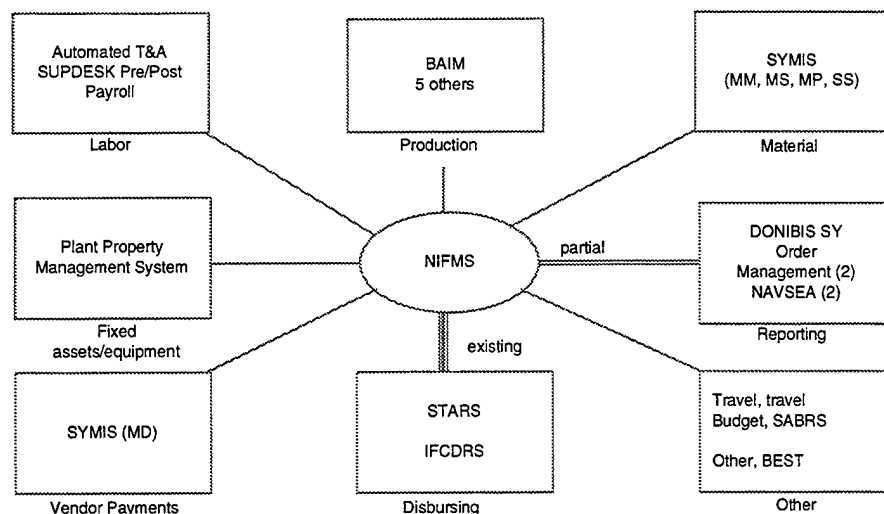 Automated T&A
SUPDESK Pre/Post
Payroll
Labor
BAIM
5 others
Production
SYMIS
(MM, MS, MP, SS)
Material
Plant Property
Management System
Fixed
assets/equipment
NIFMS
partial
DONIBIS SY
Order
Management (2)
NAVSEA (2)
Reporting
existing
SYMIS (MD)
Vendor Payments
STARS
IFCDRS
Disbursing
Travel, travel
Budget, SABRS
Other, BEST
Other